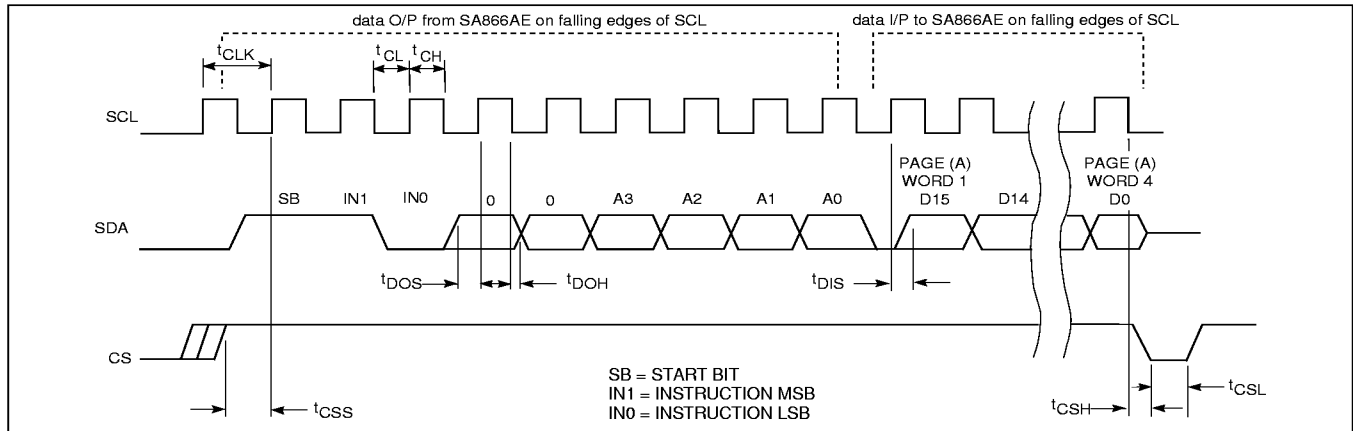 data O/P from SA866AE on falling edges of SCL
data I/P to SA866AE on falling edges of SCL
tCLK
tCL
tCH
SCL
PAGE (A)
WORD 1
PAGE (A)
WORD 4
SB
IN1
IN0
0
0
A3
A2
A1
A0
D15
D14
D0
SDA
tDOS
tDOH
tDIS
CS
SB = START BIT
IN1 = INSTRUCTION MSB
IN0 = INSTRUCTION LSB
tCSS
tCSH
tCSL